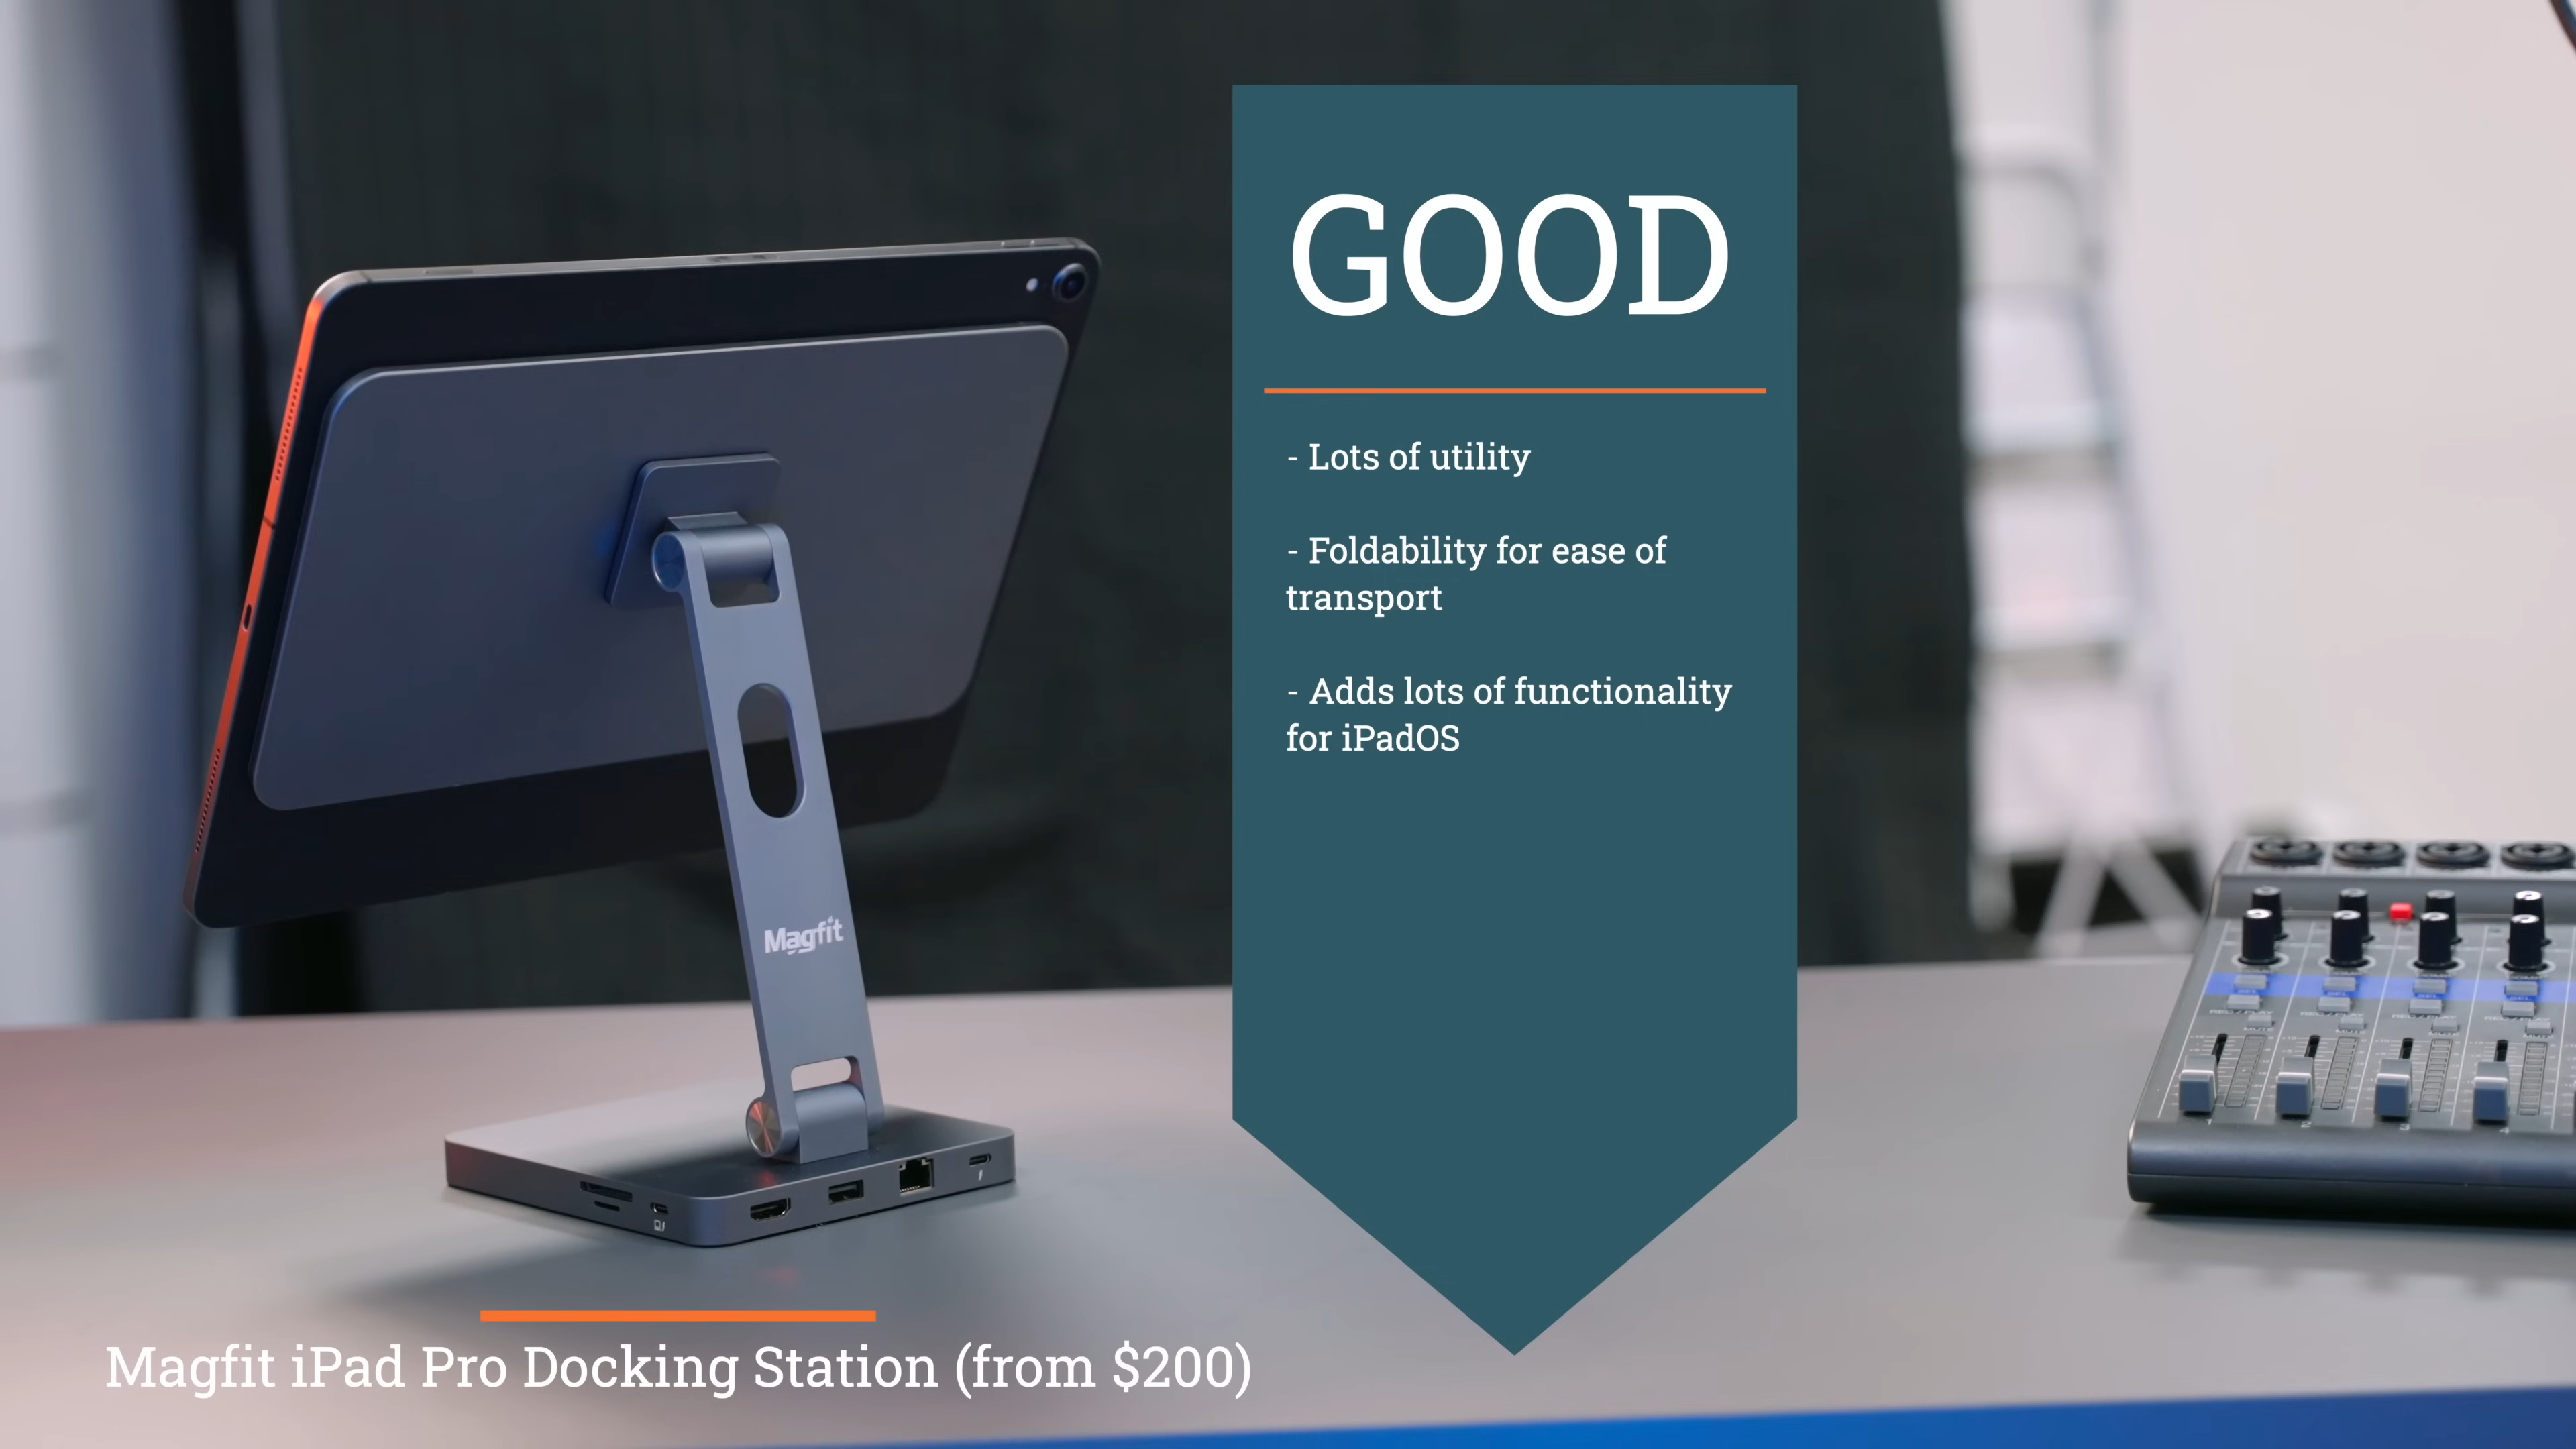 GOOD
- Lots of utility
- Foldability for ease of
transport
- Adds lots of functionality
for iPadOS
Magfit
Magfit iPad Pro Docking Station (from $200)